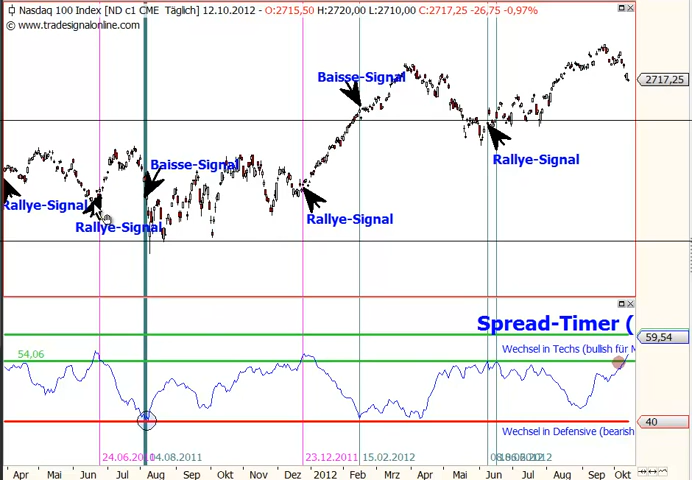 Nasdaq 100 Index [ND c1 CME Täglich] 12.10.2012 - O:2715,50 H:2720,00 L:2710,00 C:2717,25 -26,75 -0,97%
© www.tradesignalonline.com
Baisse-Signal
2717,25
Baisse-Signal
Rallye-Signal
Rallye-Signal
Rallye-Signal
Rallye-Signal
Spread-Timer (
59,54
Wechsel in Techs (bullish für
54,06
40
Wechsel in Defensive (bearish
24.06.2011
04.08.2011
23.12.2011
15.02.2012
Apr Mai Jun Jul Aug Sep Okt Nov Dez 2012 Feb Mrz Apr Mai Jun Jul Aug Sep Okt